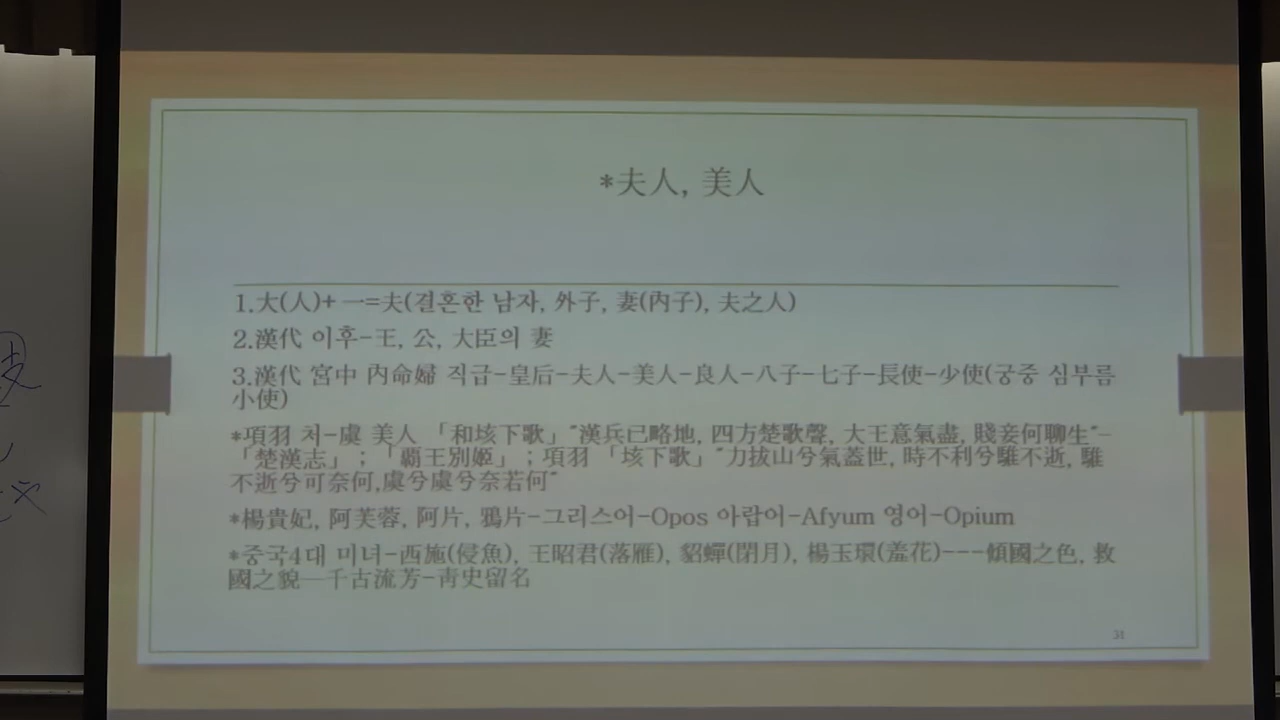 *夫人, 美人
1.大(人)+ 一=夫(결혼한 남자, 外子, 妻(內子), 夫之人)
2.漢代 이후-王, 公, 大臣의 妻
3.漢代 宮中 內命婦 직급-皇后-夫人-美人-良人-八子-七子-長使-少使(궁중 심부름
小使)
*項羽 처-虞 美人 「和垓下歌」"漢兵已略地, 四方楚歌聲, 大王意氣盡, 賤妾何聊生"-
「楚漢志」; 「覇王別姬」; 項羽 「垓下歌」"力拔山兮氣蓋世, 時不利兮騅不逝, 騅
不逝兮可奈何,虞兮虞兮奈若何"
*楊貴妃, 阿芙蓉, 阿片, 鴉片-그리스어-Opos 아랍어-Afyum 영어-Opium
*중국4대 미녀-西施(侵魚), 王昭君(落雁), 貂蟬(閉月), 楊玉環(羞花)---傾國之色, 救
國之貌—千古流芳-靑史留名
31